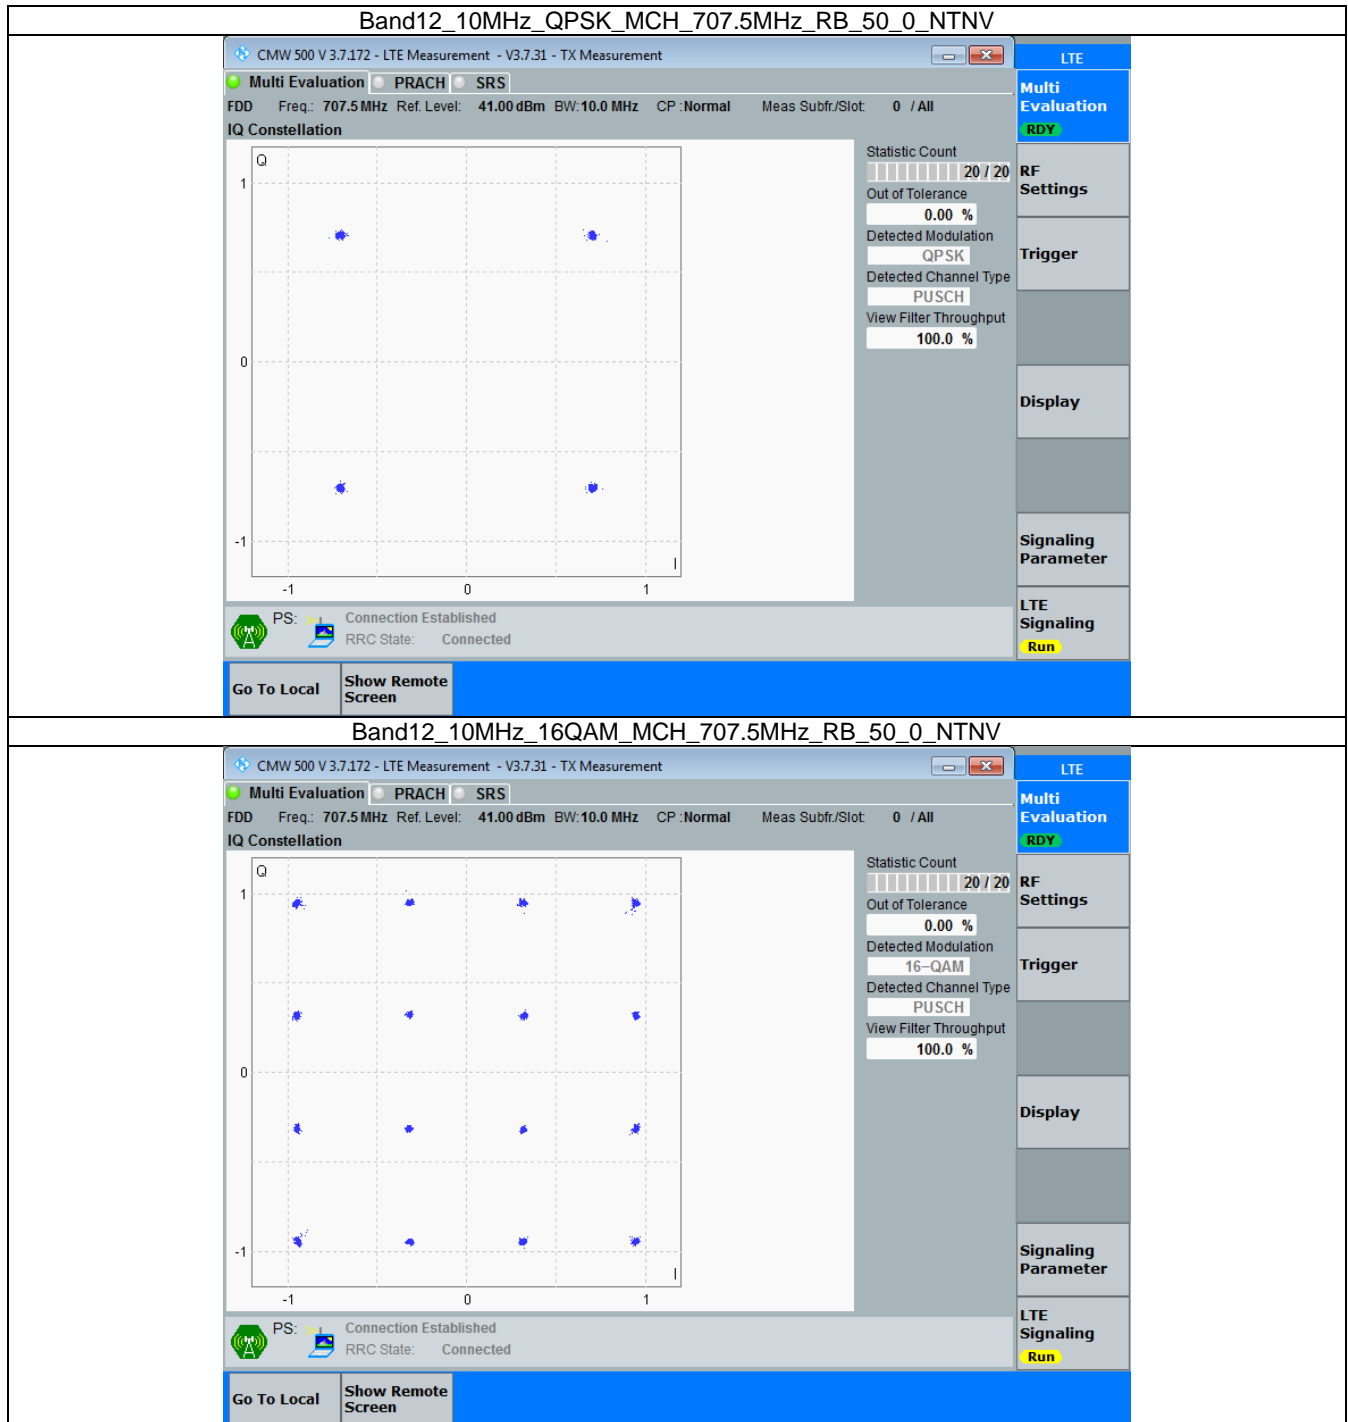 Band12_10MHz_QPSK_MCH_707.5MHz_RB_50_0_NTNV
CMW 500 V 3.7.172 - LTE Measurement - V3.7.31 - TX Measurement
LTE
Multi Evaluation PRACH SRS
Multi
Evaluation
RDY
FDD Freq.: 707.5 MHz Ref. Level: 41.00 dBm BW: 10.0 MHz CP : Normal Meas Subfr./Slot: 0 / All
IQ Constellation
Q
1
0
-1
I
-1 0 1
Statistic Count
20 / 20
Out of Tolerance
0.00 %
Detected Modulation
QPSK
Detected Channel Type
PUSCH
View Filter Throughput
100.0 %
RF
Settings
Trigger
Display
Signaling
Parameter
LTE
Signaling
Run
PS: Connection Established
RRC State: Connected
Go To Local
Show Remote
Screen
Band12_10MHz_16QAM_MCH_707.5MHz_RB_50_0_NTNV
CMW 500 V 3.7.172 - LTE Measurement - V3.7.31 - TX Measurement
LTE
Multi Evaluation PRACH SRS
Multi
Evaluation
RDY
FDD Freq.: 707.5 MHz Ref. Level: 41.00 dBm BW: 10.0 MHz CP : Normal Meas Subfr./Slot: 0 / All
IQ Constellation
Q
1
0
-1
I
-1 0 1
Statistic Count
20 / 20
Out of Tolerance
0.00 %
Detected Modulation
16-QAM
Detected Channel Type
PUSCH
View Filter Throughput
100.0 %
RF
Settings
Trigger
Display
Signaling
Parameter
LTE
Signaling
Run
PS: Connection Established
RRC State: Connected
Go To Local
Show Remote
Screen